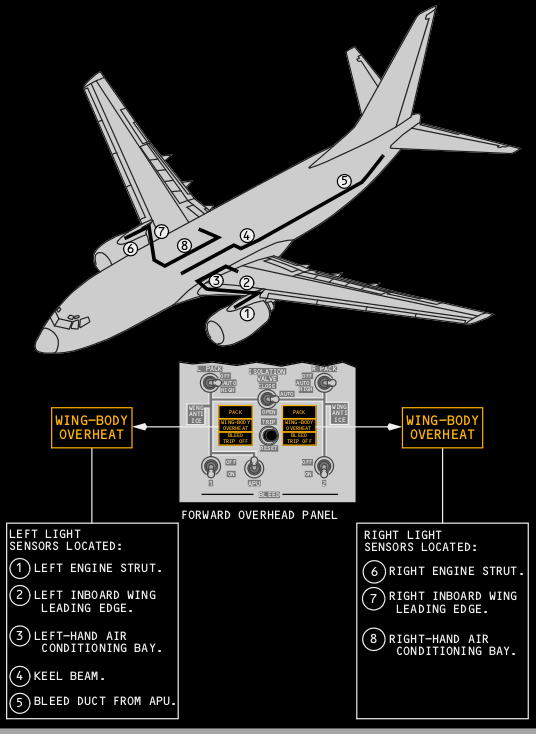 5
7
4
6
8
3
2
1
L PACK
ISOLATION
VALVE
R PACK
OFF
AUTO
HIGH
CLOSE
AUTO
OPEN
OFF
AUTO
HIGH
WING
ANTI
ICE
PACK
WING-BODY
OVERHEAT
BLEED
TRIP OFF
TRIP
RESET
PACK
WING-BODY
OVERHEAT
BLEED
TRIP OFF
WING
ANTI
ICE
OFF
ON
OFF
ON
1
APU
2
BLEED
WING-BODY
OVERHEAT
WING-BODY
OVERHEAT
FORWARD OVERHEAD PANEL
LEFT LIGHT
SENSORS LOCATED:
1 LEFT ENGINE STRUT.
2 LEFT INBOARD WING
LEADING EDGE.
3 LEFT-HAND AIR
CONDITIONING BAY.
4 KEEL BEAM.
5 BLEED DUCT FROM APU.
RIGHT LIGHT
SENSORS LOCATED:
6 RIGHT ENGINE STRUT.
7 RIGHT INBOARD WING
LEADING EDGE.
8 RIGHT-HAND AIR
CONDITIONING BAY.